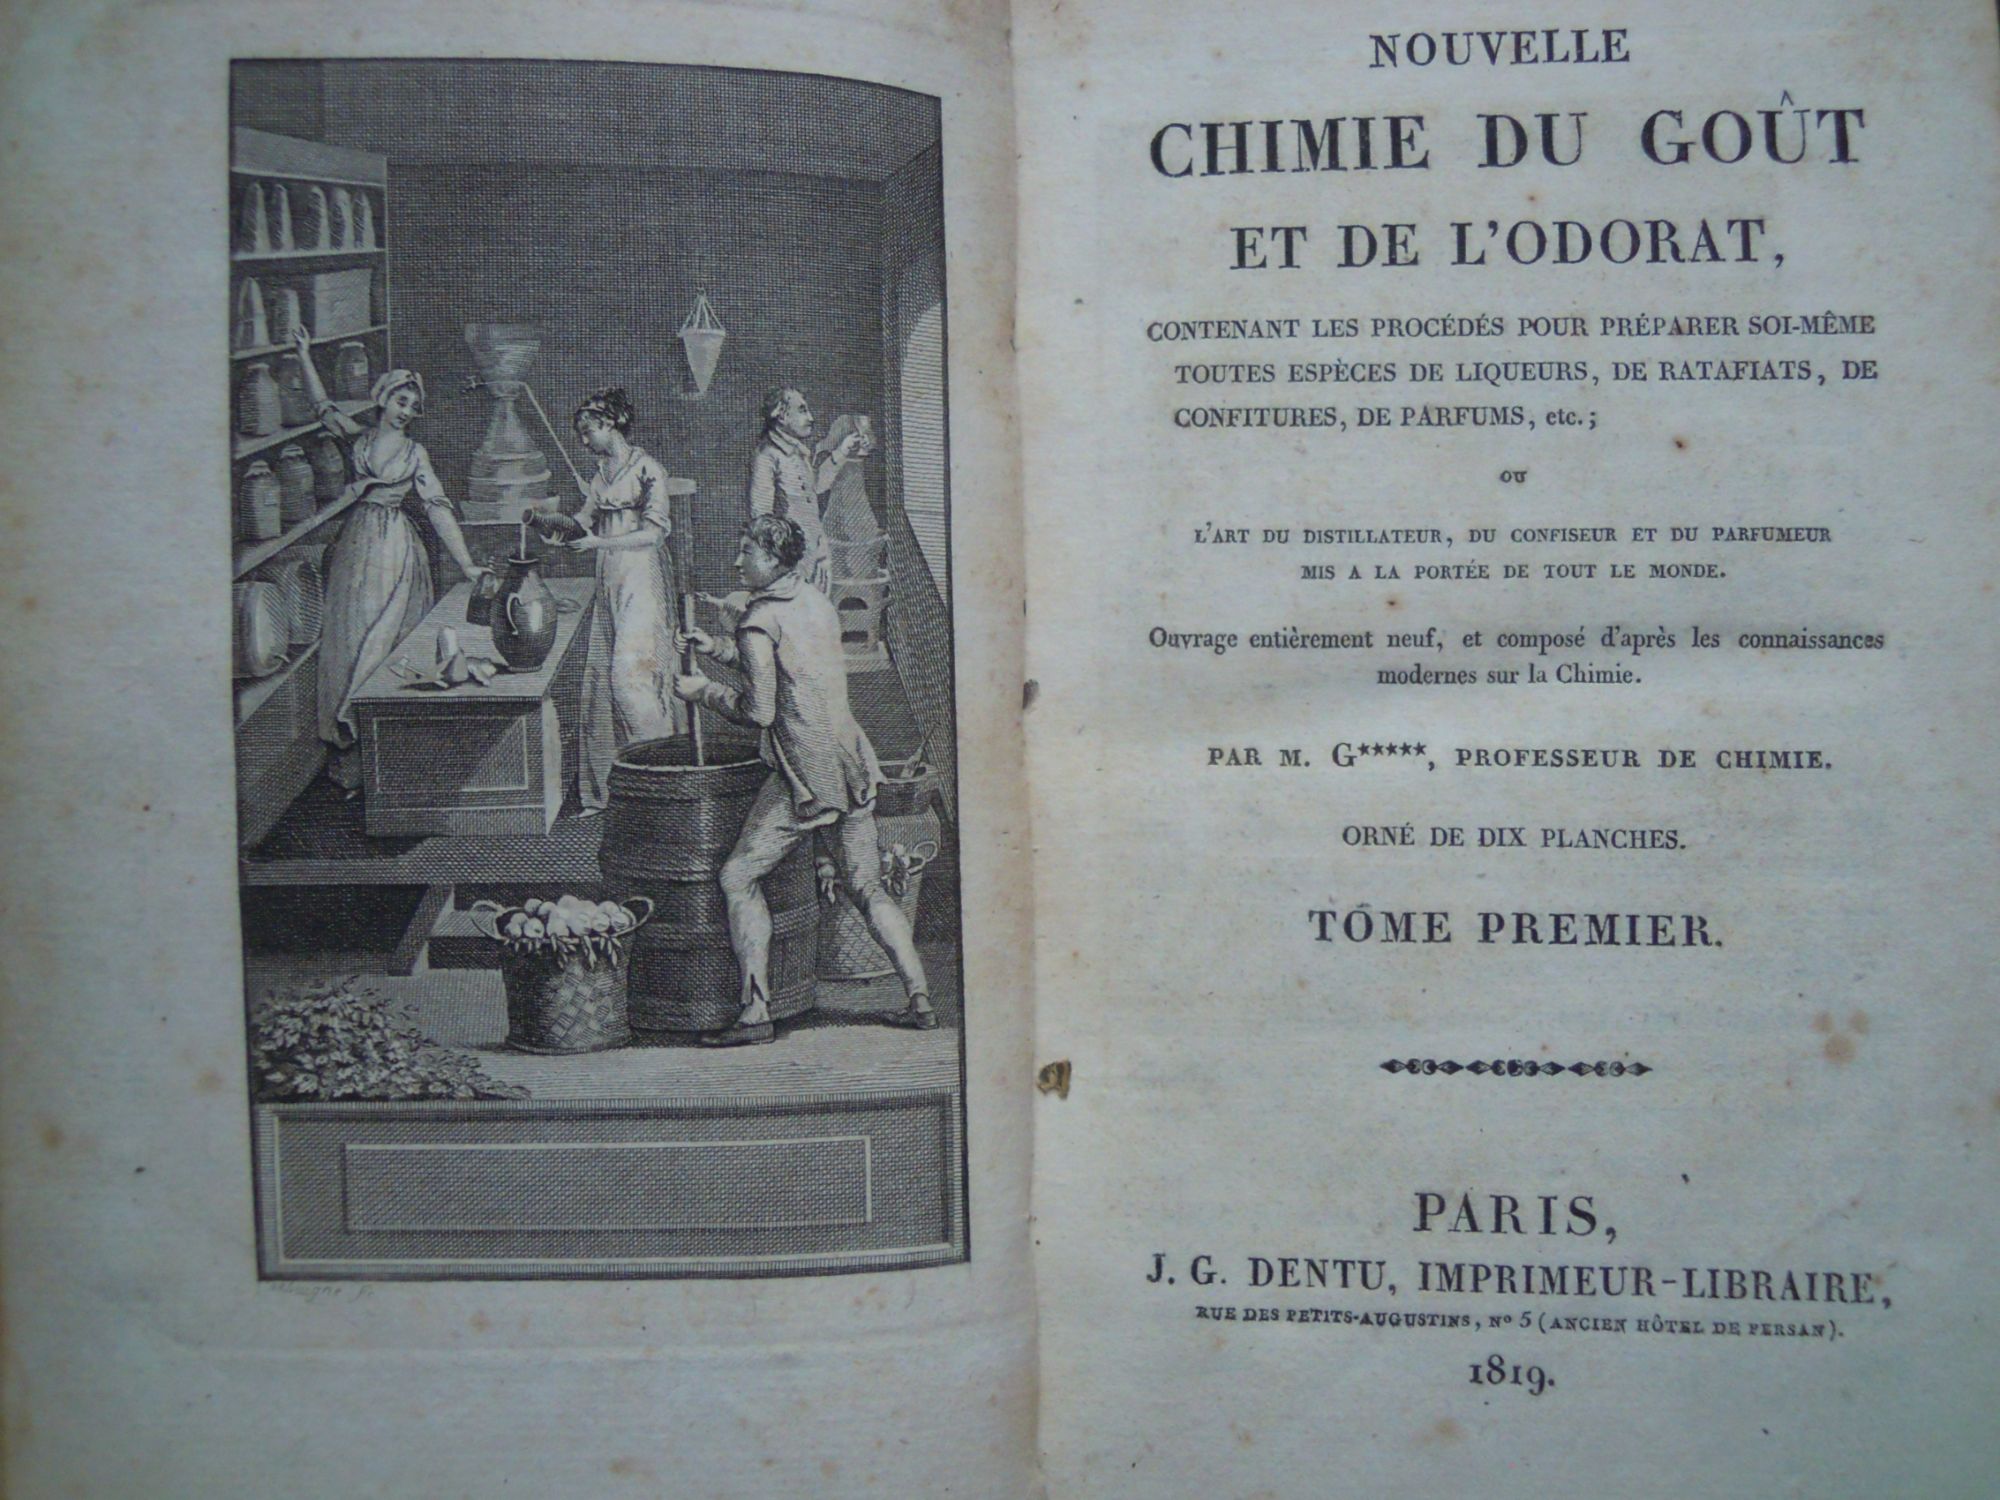 NOUVELLE
CHIMIE DU GOÛT
ET DE L'ODORAT,
CONTENANT LES PROCÉDÉS POUR PRÉPARER SOI-MÊME
TOUTES ESPÈCES DE LIQUEURS, DE RATAFIATS, DE
CONFITURES, DE PARFUMS, etc.;
OU
L'ART DU DISTILLATEUR, DU CONFISEUR ET DU PARFUMEUR
MIS A LA PORTÉE DE TOUT LE MONDE.
Ouvrage entièrement neuf, et composé d'après les connaissances
modernes sur la Chimie.
PAR M. G*****, PROFESSEUR DE CHIMIE.
ORNÉ DE DIX PLANCHES.
TOME PREMIER.
PARIS,
J. G. DENTU, IMPRIMEUR-LIBRAIRE,
RUE DES PETITS-AUGUSTINS, Nº 5 (ANCIEN HÔTEL DE PERSAN).
1819.